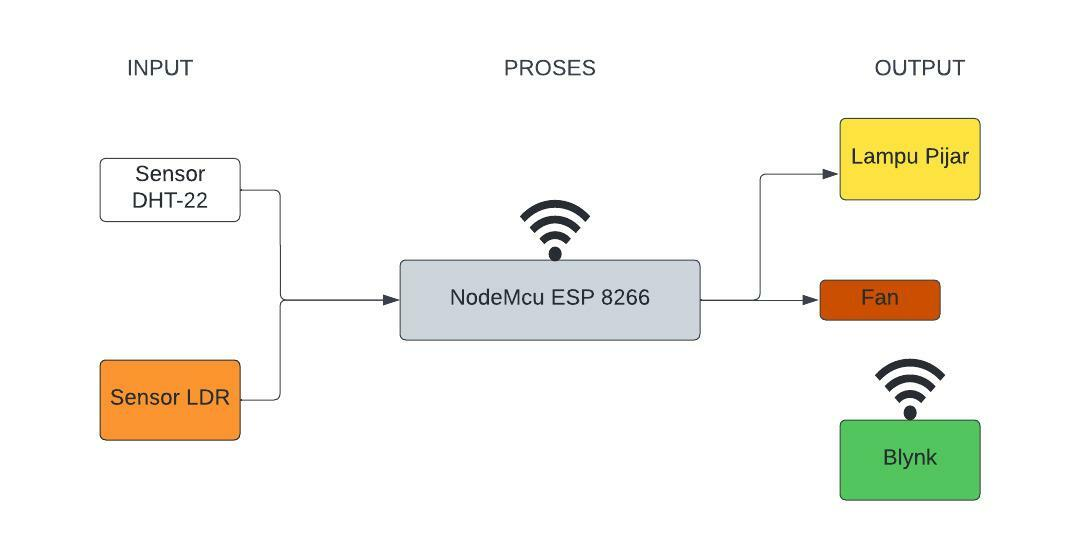 INPUT
PROSES
OUTPUT
Sensor
DHT-22
Lampu Pijar
NodeMcu ESP 8266
Fan
Sensor LDR
Blynk